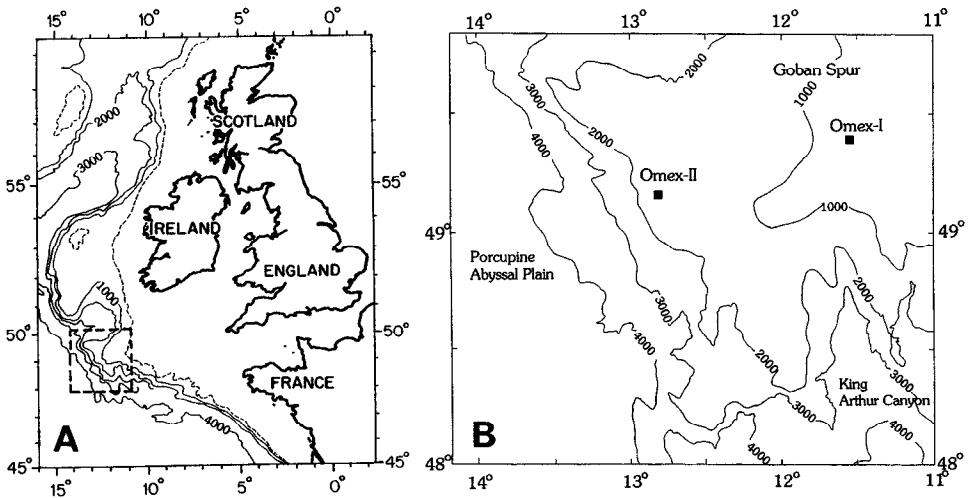 15° 10° 5° 0°
2000
3000
SCOTLAND
55°
55°
IRELAND
ENGLAND
1000
50°
50°
FRANCE
4000
A
45°
45°
15° 10° 5° 0°
14° 13° 12° 11°
2000
Goban Spur
3000
1000
Omex-I
4000
2000
Omex-II
1000
49°
49°
Porcupine
Abyssal Plain
2000
3000
4000
2000
3000
King
Arthur Canyon
3000
4000
4000
B
48°
48°
14° 13° 12° 11°